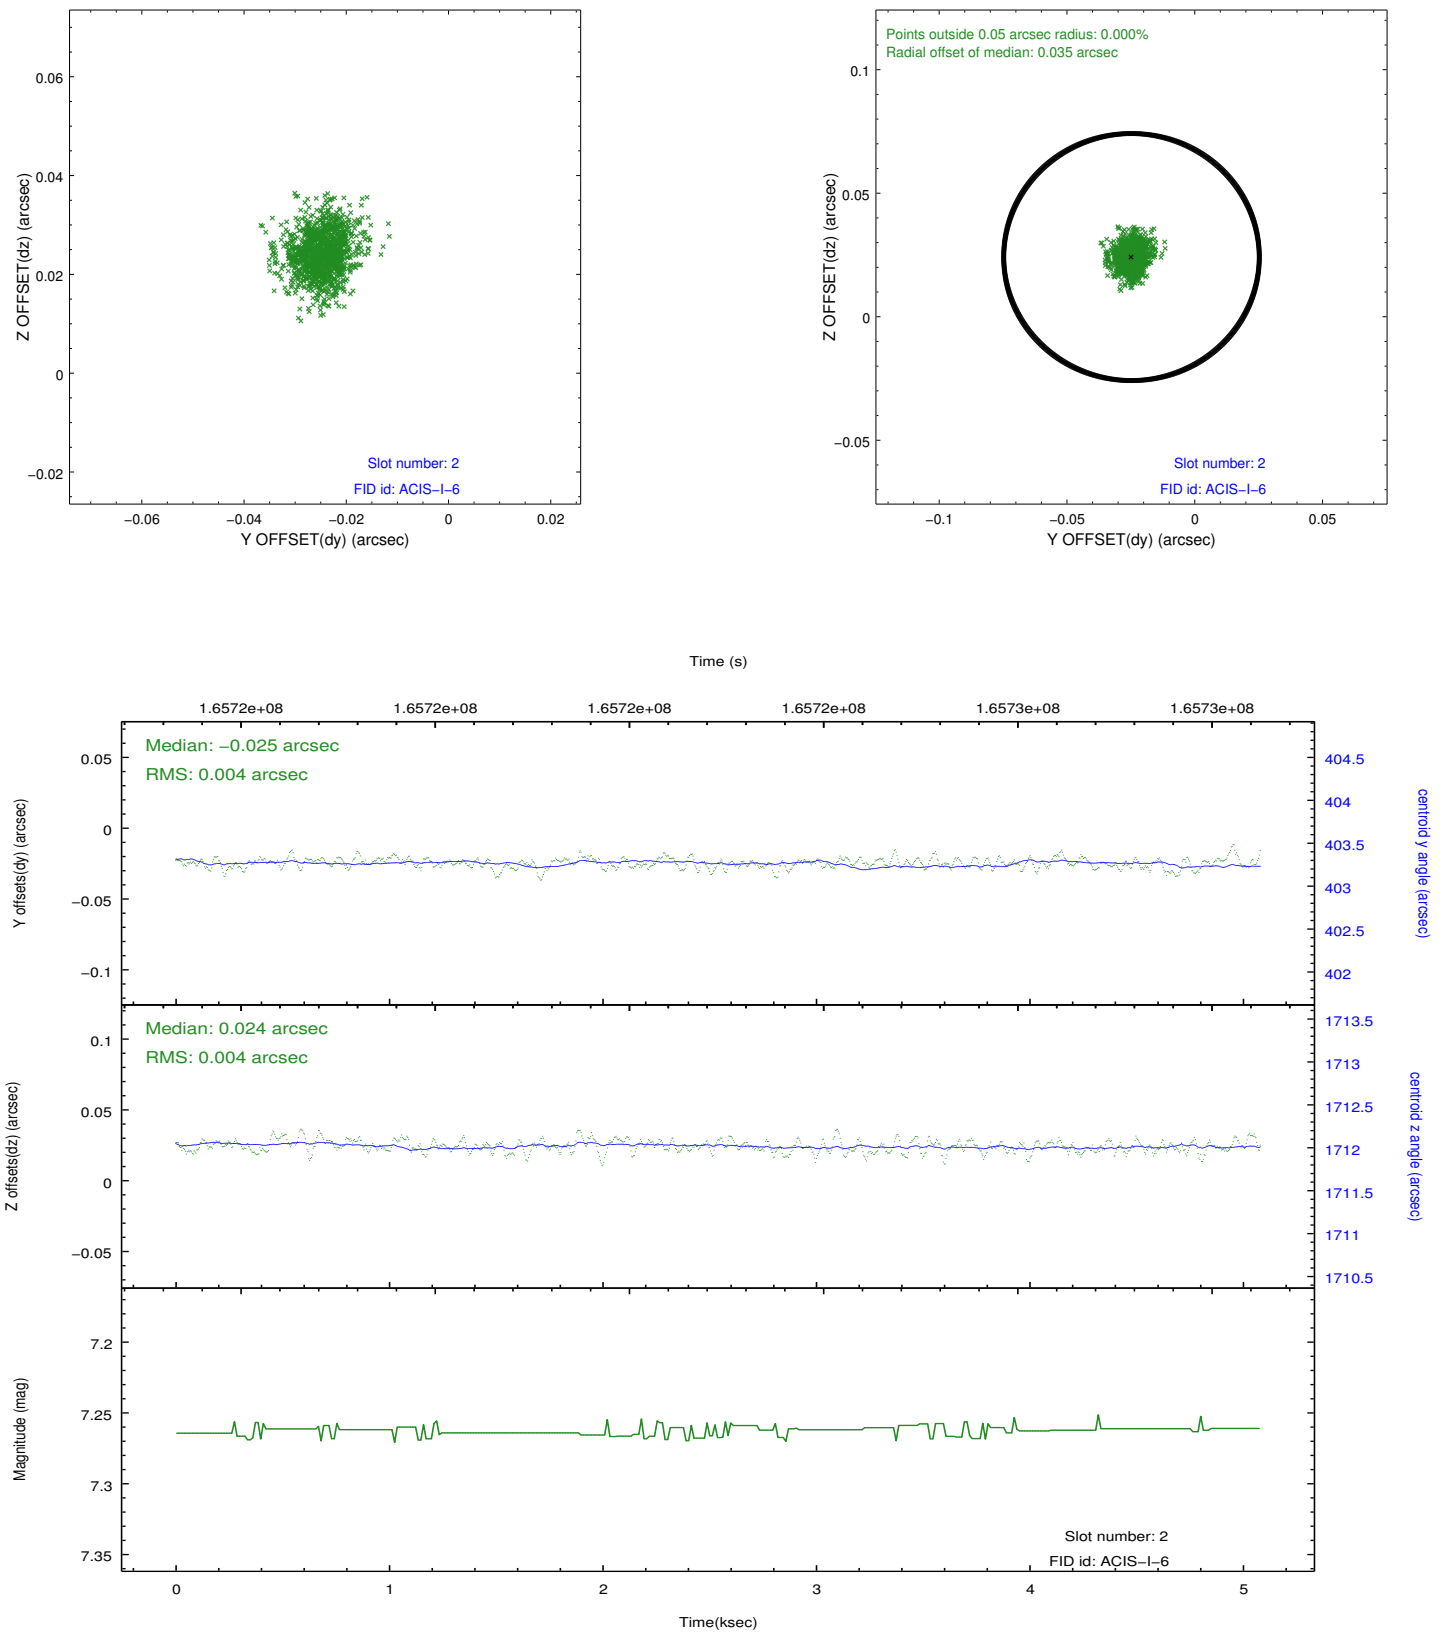 0.06
0.04
0.02
0
−0.02
Z OFFSET(dz) (arcsec)
Slot number: 2
FID id: ACIS−I−6
−0.06 −0.04 −0.02 0 0.02
Y OFFSET(dy) (arcsec)
Points outside 0.05 arcsec radius: 0.000%
Radial offset of median: 0.035 arcsec
0.1
0.05
0
−0.05
Z OFFSET(dz) (arcsec)
Slot number: 2
FID id: ACIS−I−6
−0.1 −0.05 0 0.05
Y OFFSET(dy) (arcsec)
Time (s)
1.6572e+08 1.6572e+08 1.6572e+08 1.6572e+08 1.6573e+08 1.6573e+08
Median: −0.025 arcsec
RMS: 0.004 arcsec
0.05
0
−0.05
−0.1
Y offsets(dy) (arcsec)
404.5
404
403.5
403
402.5
402
centroid y angle (arcsec)
Median: 0.024 arcsec
RMS: 0.004 arcsec
0.1
0.05
0
−0.05
Z offsets(dz) (arcsec)
1713.5
1713
1712.5
1712
1711.5
1711
1710.5
centroid z angle (arcsec)
7.2
7.25
7.3
7.35
Magnitude (mag)
Slot number: 2
FID id: ACIS−I−6
0 1 2 3 4 5
Time(ksec)